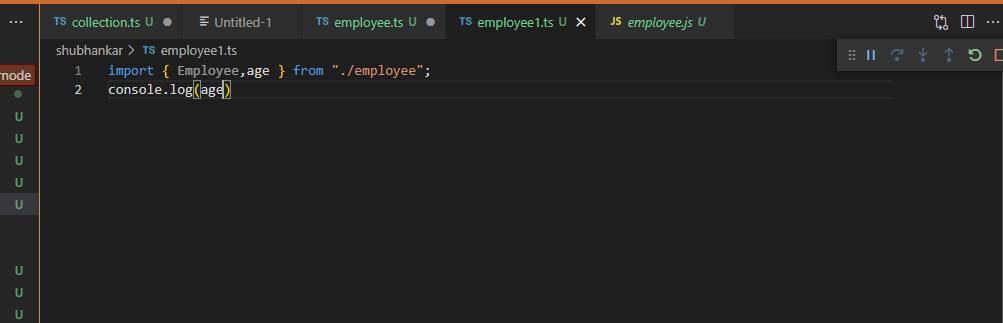 TS collection.ts U Untitled-1 TS employee.ts U TS employee1.ts U JS employee.js U
shubhankar > TS employee1.ts
node
1 import { Employee,age } from "./employee";
2 console.log(age)
U
U
U
U
U
U
U
U